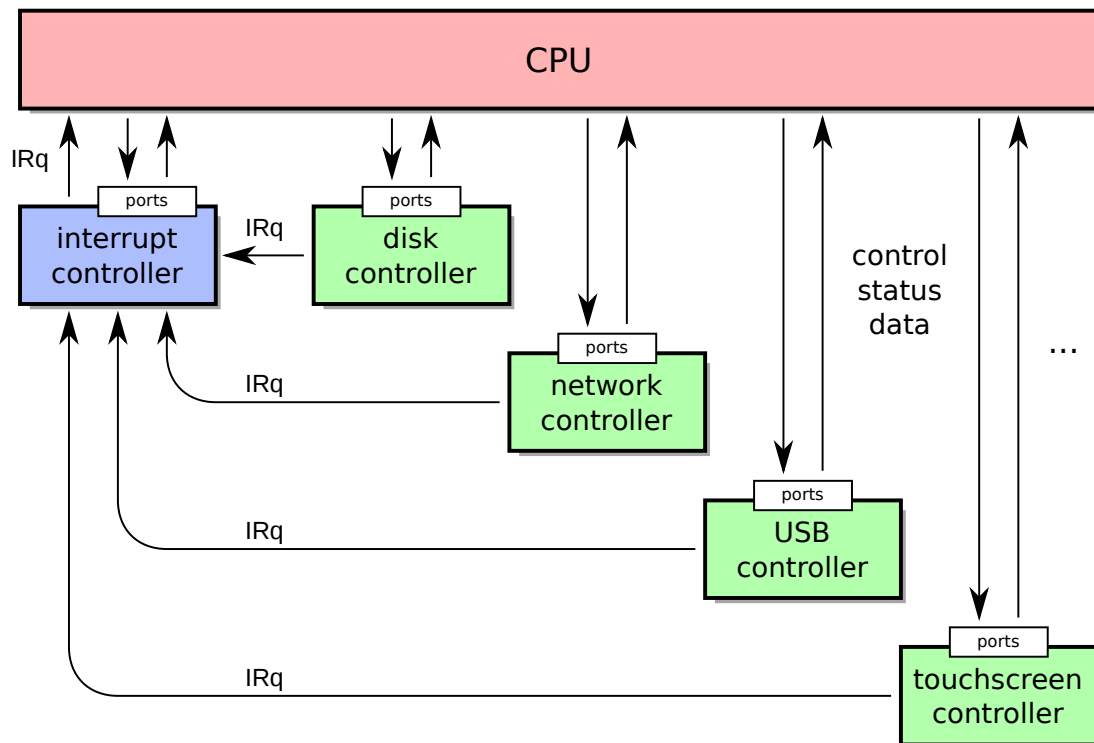 CPU
IRq
ports
ports
interrupt
controller
IRq
disk
controller
control
status
data
ports
...
IRq
network
controller
ports
IRq
USB
controller
ports
IRq
touchscreen
controller